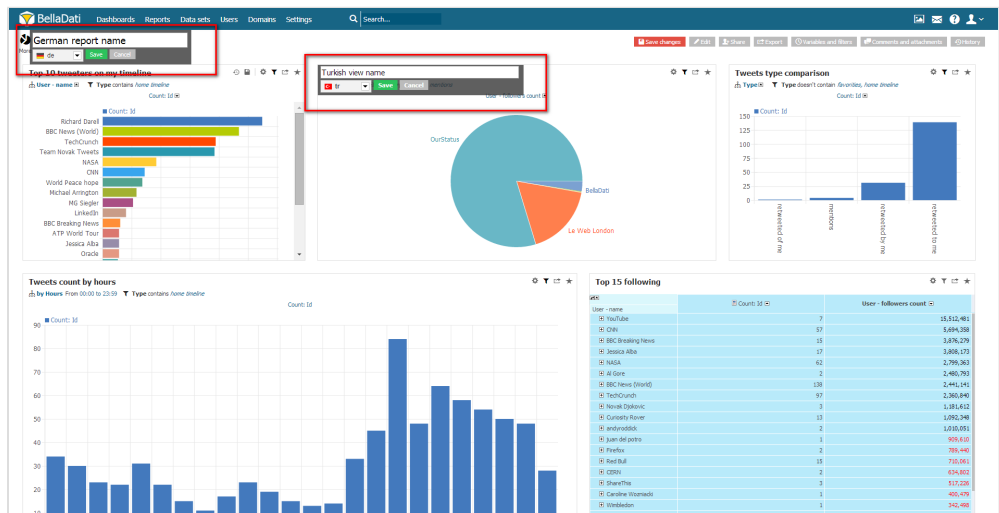 BellaDati Dashboards Reports Data sets Users Domains Settings Search...
German report name
de Save Cancel
Save changes Edit Share Export Variables and filters Comments and attachments History
Top 10 tweeters on my timeline
User - name Type contains home timeline
Count: Id
Count: Id
Richard Darell
BBC News (World)
TechCrunch
Team Novak Tweets
NASA
CNN
World Peace hope
Michael Arrington
MG Siegler
LinkedIn
BBC Breaking News
ATP World Tour
Jessica Alba
Oracle
Turkish view name
tr Save Cancel
User - followers count
OurStatus
BellaDati
Le Web London
Tweets type comparison
Type Type doesn't contain favorities, home timeline
Count: Id
Count: Id
150
125
100
75
50
25
0
retweeted of me
mentions
retweeted by me
retweeted to me
Tweets count by hours
by Hours From 00:00 to 23:59 Type contains home timeline
Count: Id
Count: Id
90
80
70
60
50
40
30
20
10
Top 15 following
User - name Count: Id User - followers count
YouTube 7 15,512,481
CNN 57 5,694,358
BBC Breaking News 15 3,876,279
Jessica Alba 17 3,808,173
NASA 62 2,799,363
Al Gore 2 2,480,793
BBC News (World) 138 2,441,141
TechCrunch 97 2,360,840
Novak Djokovic 3 1,181,612
Curiosity Rover 13 1,092,348
andyroddick 2 1,010,051
juan del potro 1 909,610
Firefox 2 789,440
Red Bull 15 710,661
CERN 2 634,802
ShareThis 3 517,226
Caroline Wozniacki 1 400,479
Wimbledon 1 342,498